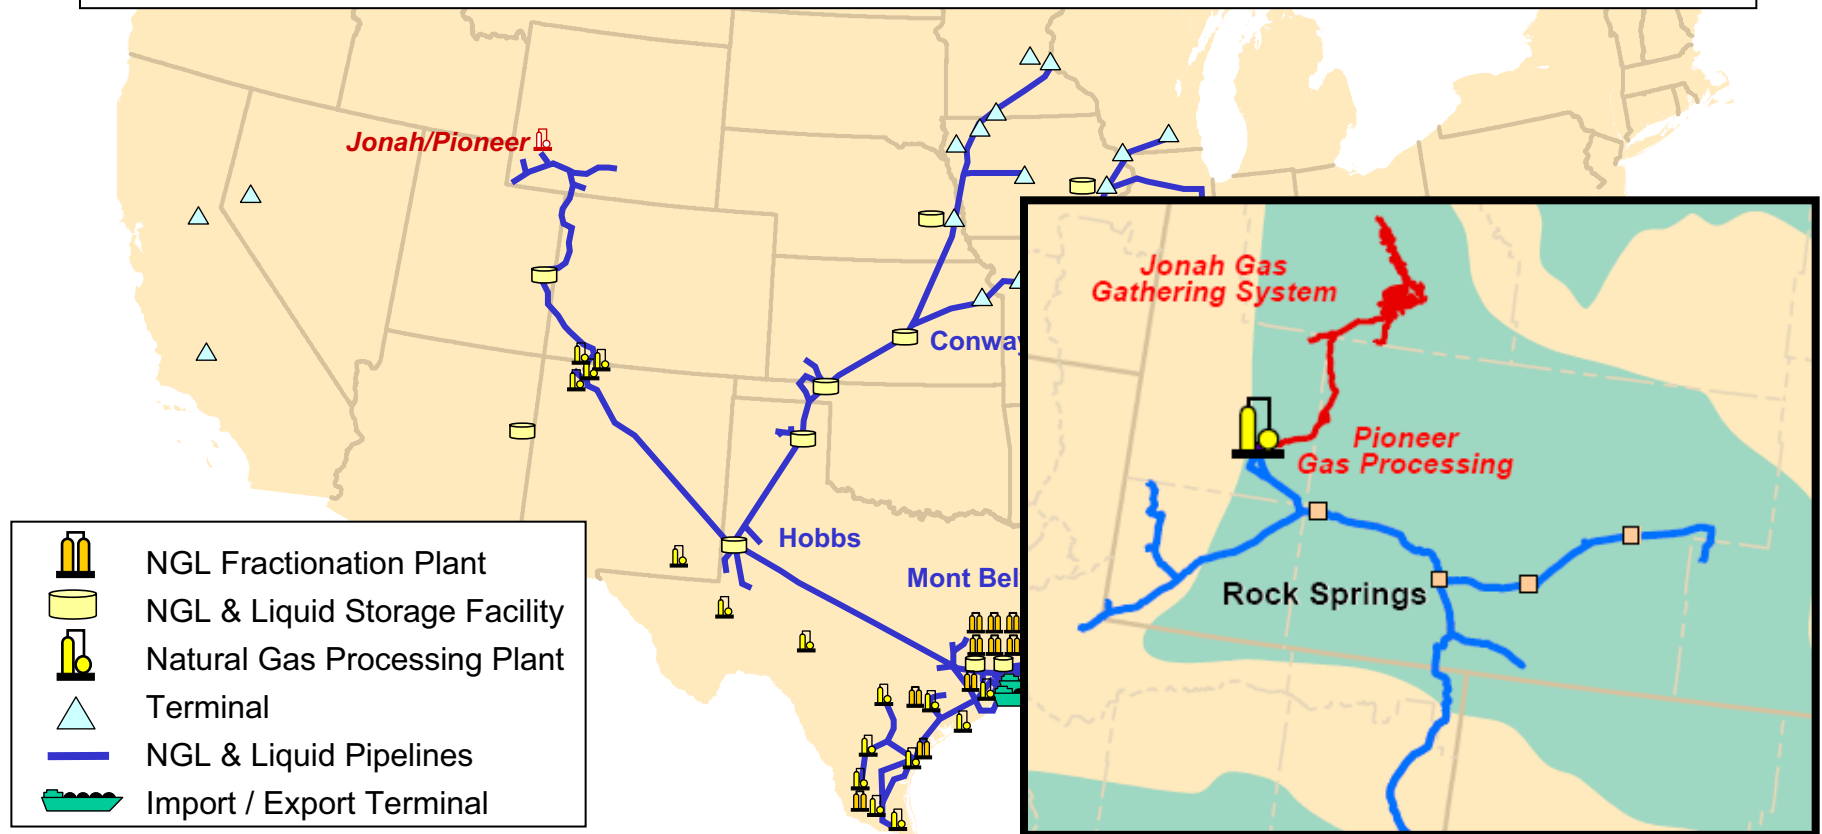 Jonah/Pioneer
Jonah Gas
Gathering System
Conway
Pioneer
Gas Processing
Hobbs
Mont Bel
Rock Springs
NGL Fractionation Plant
NGL & Liquid Storage Facility
Natural Gas Processing Plant
Terminal
NGL & Liquid Pipelines
Import / Export Terminal